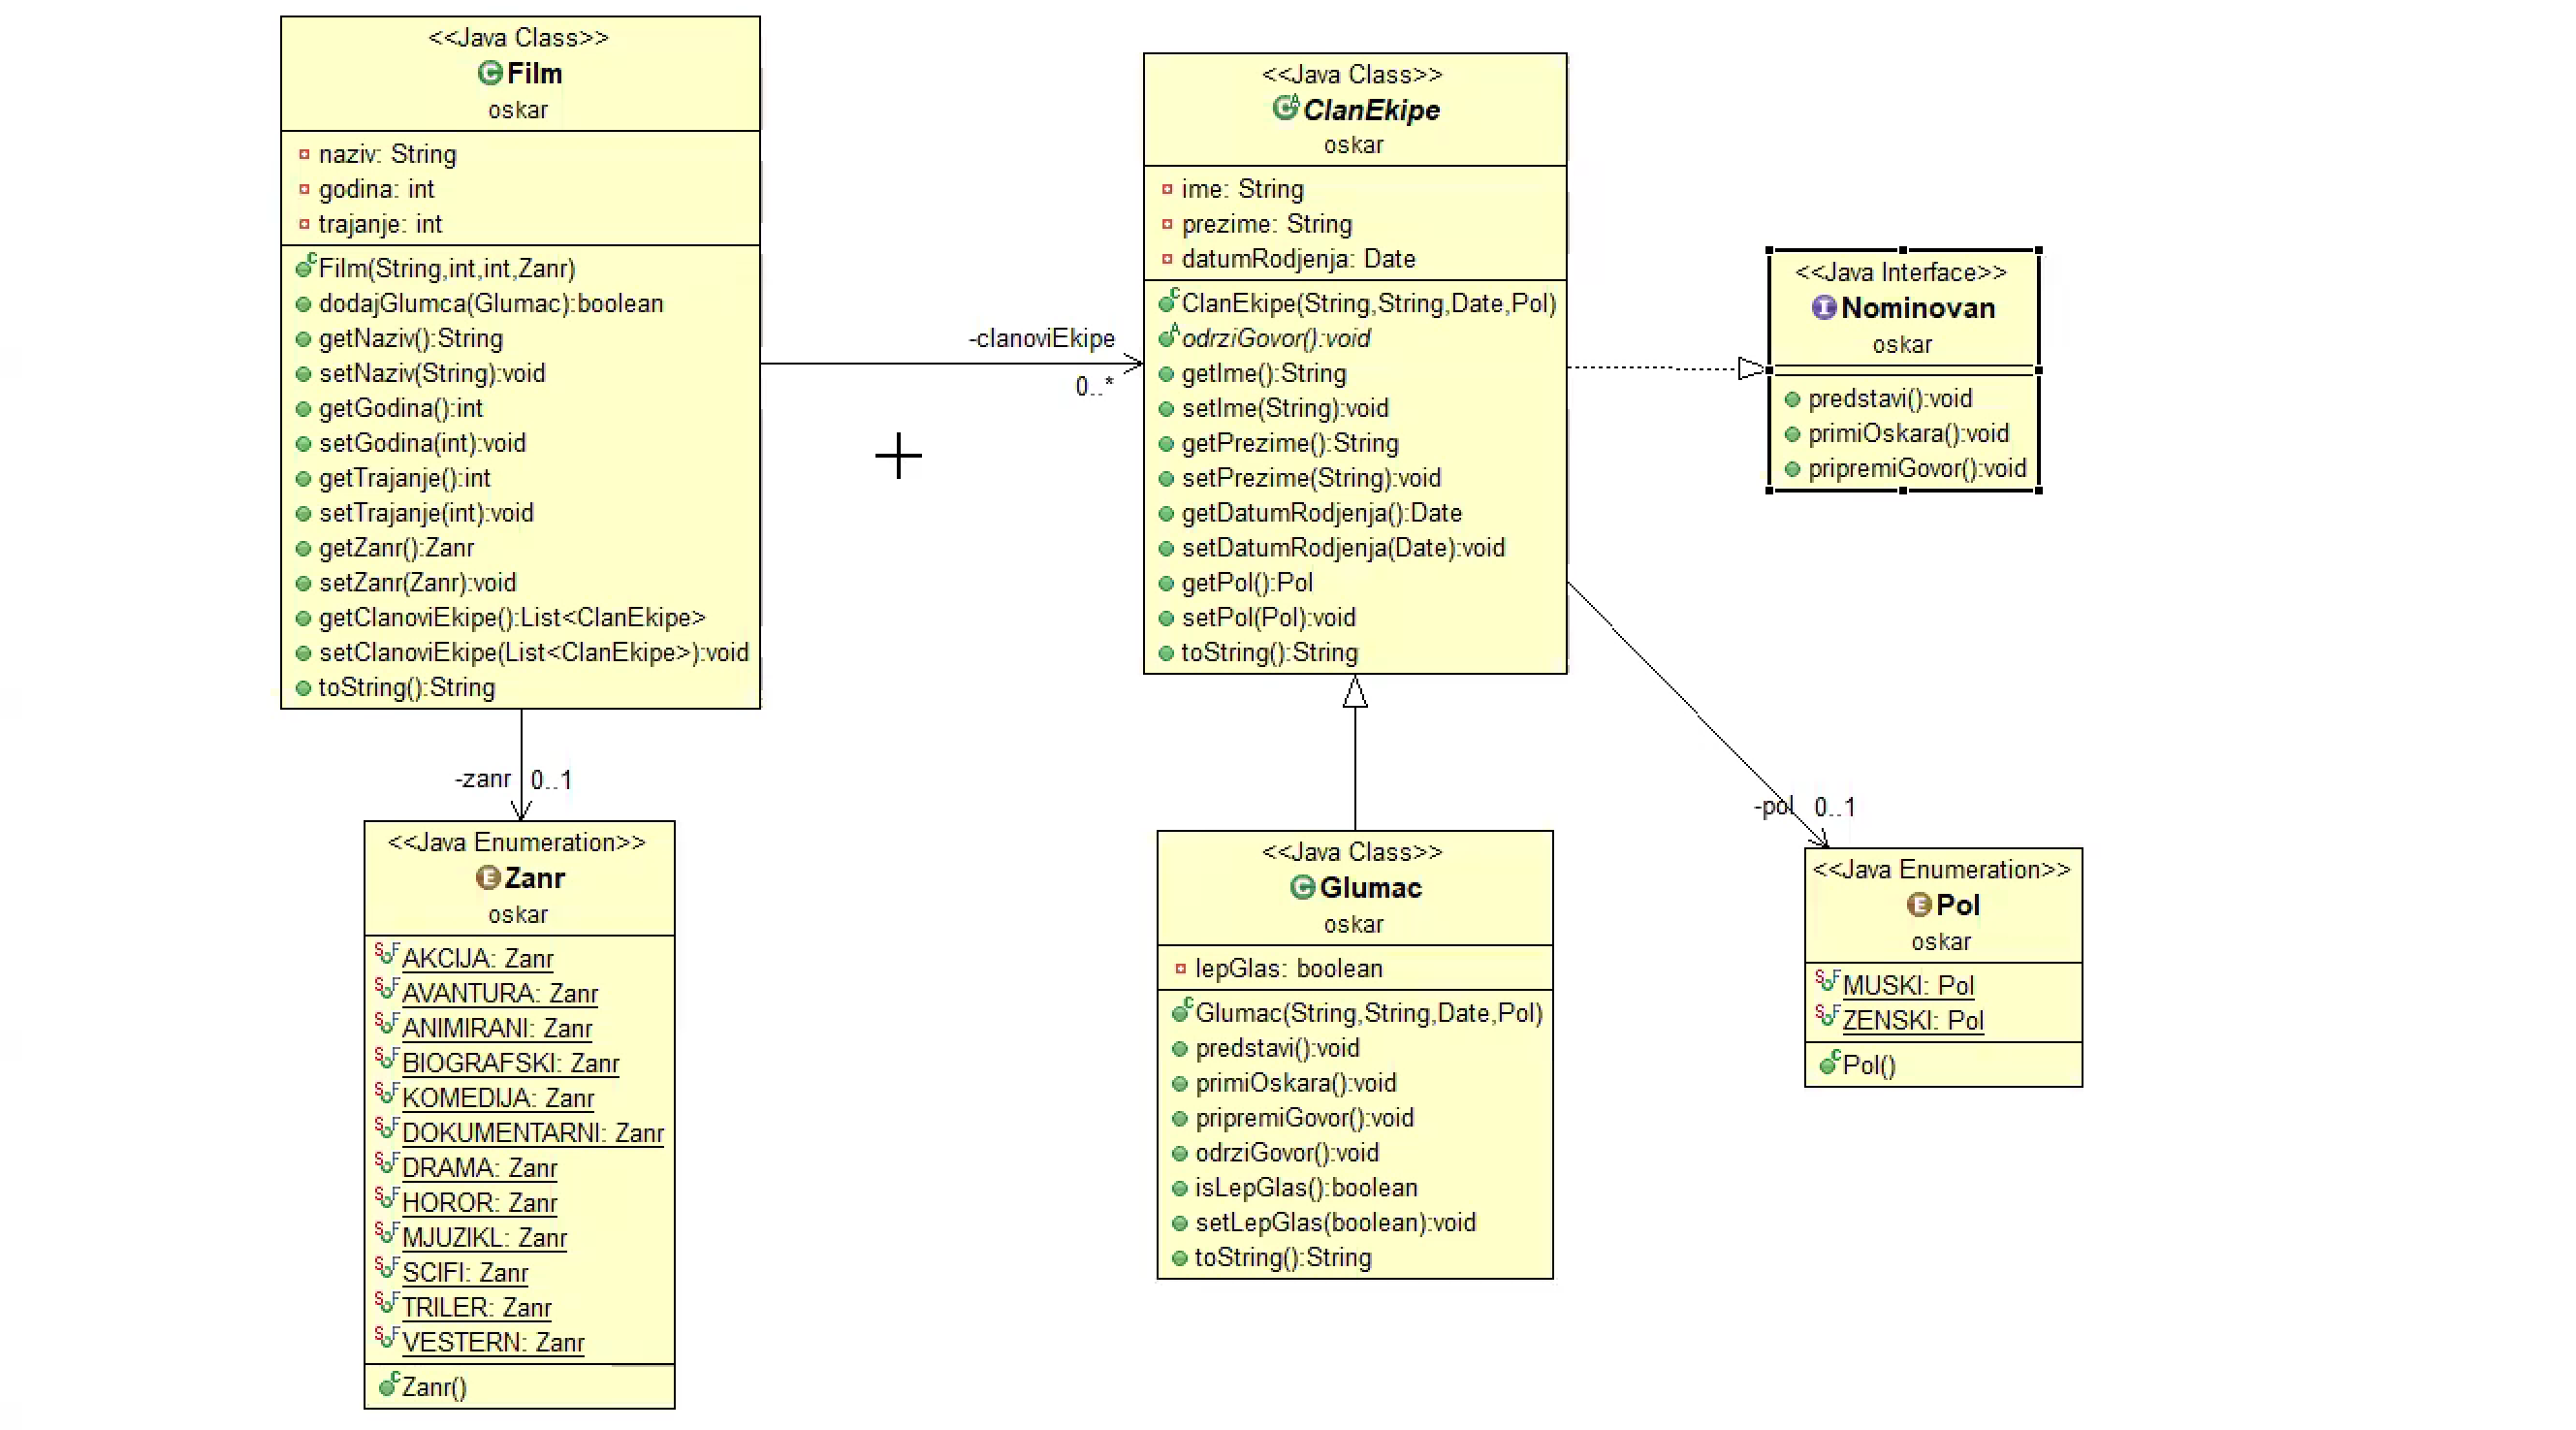 <<Java Class>>
Film
oskar
naziv: String
godina: int
trajanje: int
Film(String,int,int,Zanr)
dodajGlumca(Glumac):boolean
getNaziv():String
setNaziv(String):void
getGodina():int
setGodina(int):void
getTrajanje():int
setTrajanje(int):void
getZanr():Zanr
setZanr(Zanr):void
getClanoviEkipe():List<ClanEkipe>
setClanoviEkipe(List<ClanEkipe>):void
toString():String
-clanoviEkipe
0..*
<<Java Class>>
ClanEkipe
oskar
ime: String
prezime: String
datumRodjenja: Date
ClanEkipe(String,String,Date,Pol)
odrziGovor():void
getIme():String
setIme(String):void
getPrezime():String
setPrezime(String):void
getDatumRodjenja():Date
setDatumRodjenja(Date):void
getPol():Pol
setPol(Pol):void
toString():String
<<Java Interface>>
Nominovan
oskar
predstavi():void
primiOskara():void
pripremiGovor():void
-zanr 0..1
<<Java Enumeration>>
Zanr
oskar
AKCIJA: Zanr
AVANTURA: Zanr
ANIMIRANI: Zanr
BIOGRAFSKI: Zanr
KOMEDIJA: Zanr
DOKUMENTARNI: Zanr
DRAMA: Zanr
HOROR: Zanr
MJUZIKL: Zanr
SCIFI: Zanr
TRILER: Zanr
VESTERN: Zanr
Zanr()
<<Java Class>>
Glumac
oskar
lepGlas: boolean
Glumac(String,String,Date,Pol)
predstavi():void
primiOskara():void
pripremiGovor():void
odrziGovor():void
isLepGlas():boolean
setLepGlas(boolean):void
toString():String
-pol 0..1
<<Java Enumeration>>
Pol
oskar
MUSKI: Pol
ZENSKI: Pol
Pol()